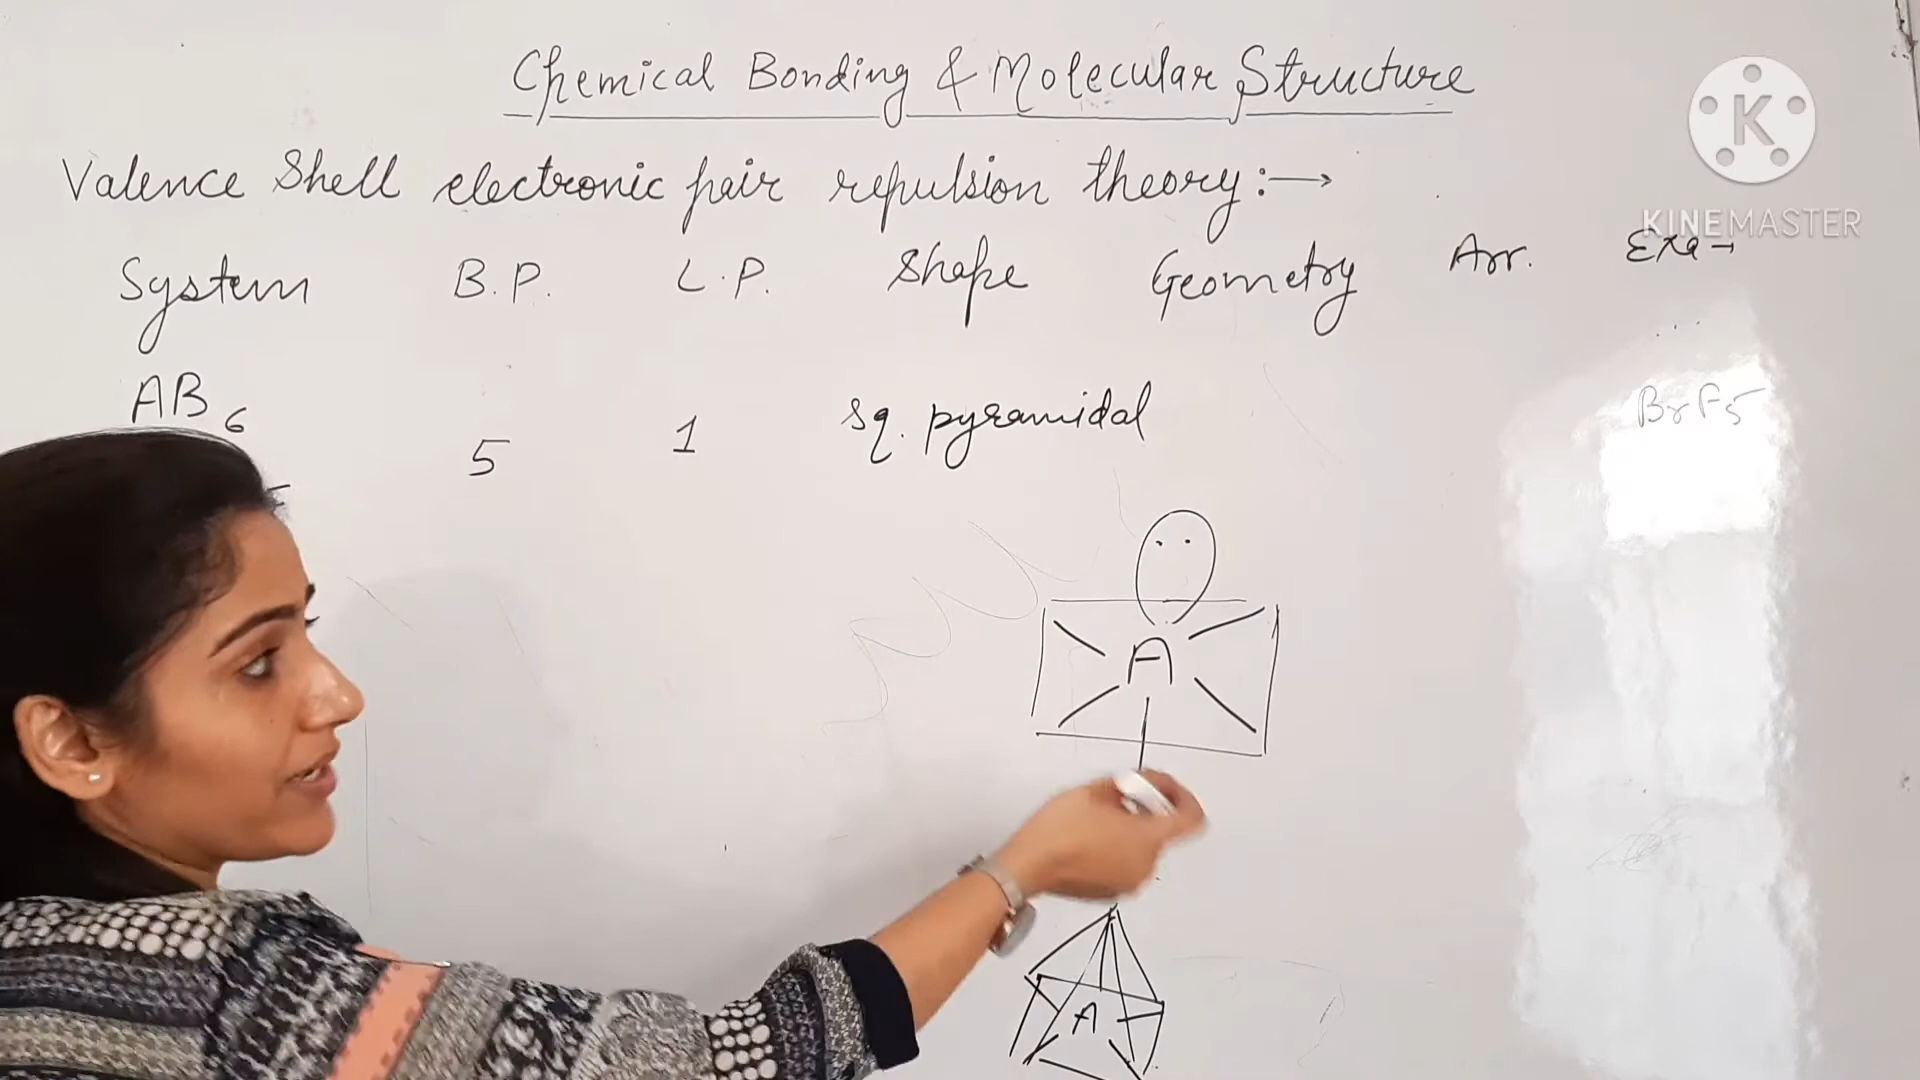 Chemical Bonding & Molecular Structure
K
KINEMASTER
Valence Shell electronic pair repulsion theory:→
System B.P. L.P. Shape Geometry Arr. Exa→
AB6 5 1 sq. pyramidal BrF5
A
A